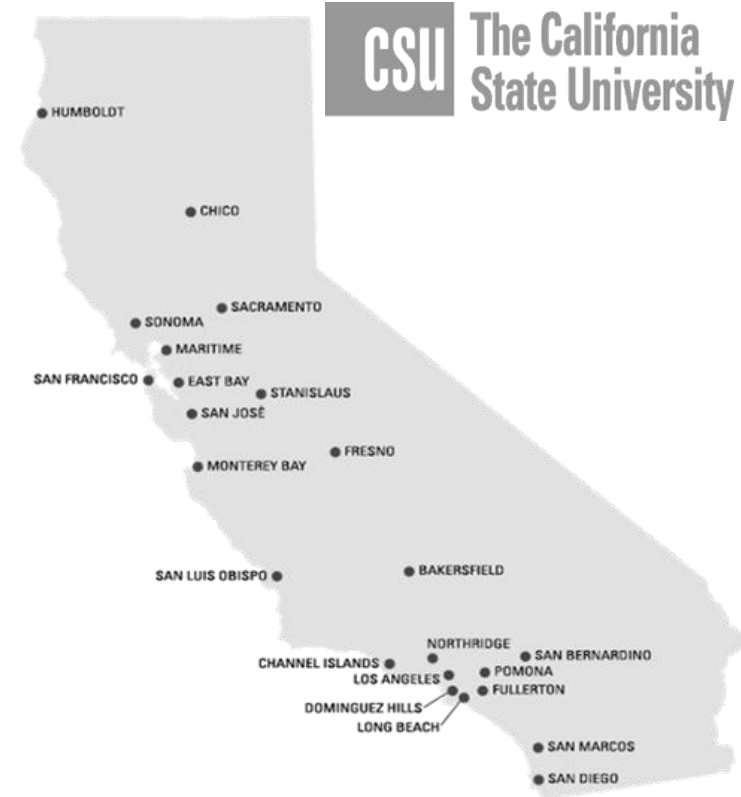 CSU The California
State University
HUMBOLDT
CHICO
SACRAMENTO
SONOMA
MARITIME
SAN FRANCISCO
EAST BAY
STANISLAUS
SAN JOSÉ
FRESNO
MONTEREY BAY
SAN LUIS OBISPO
BAKERSFIELD
NORTHRIDGE
SAN BERNARDINO
CHANNEL ISLANDS
POMONA
LOS ANGELES
FULLERTON
DOMINGUEZ HILLS
LONG BEACH
SAN MARCOS
SAN DIEGO